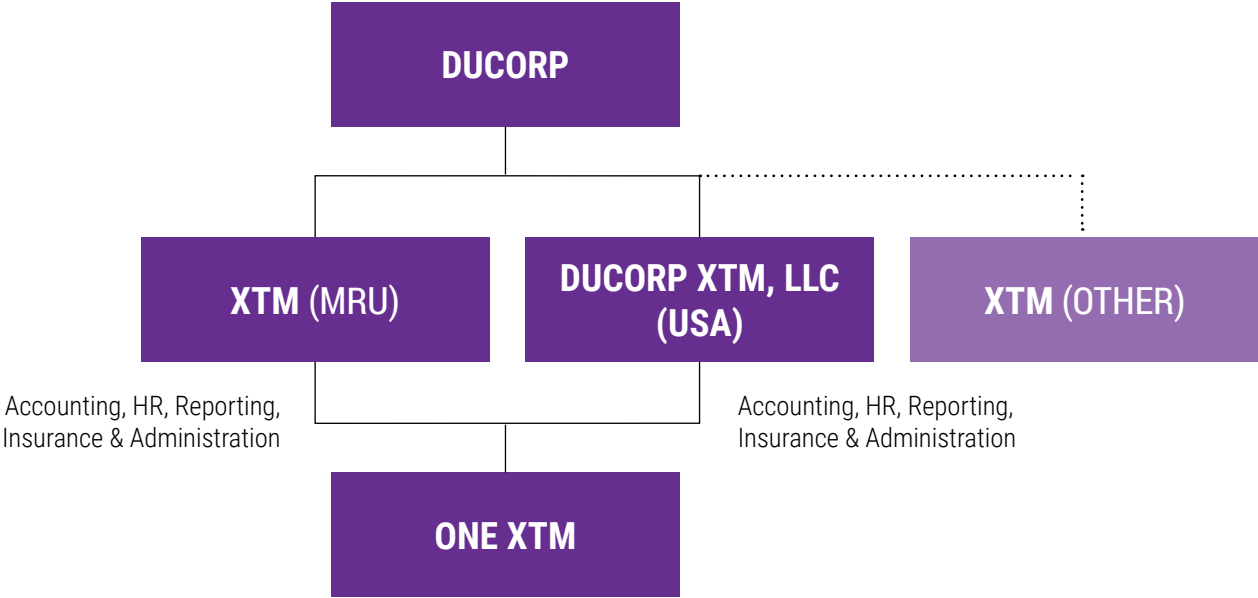 DUCORP
XTM (MRU)
DUCORP XTM, LLC
(USA)
XTM (OTHER)
Accounting, HR, Reporting,
Insurance & Administration
Accounting, HR, Reporting,
Insurance & Administration
ONE XTM